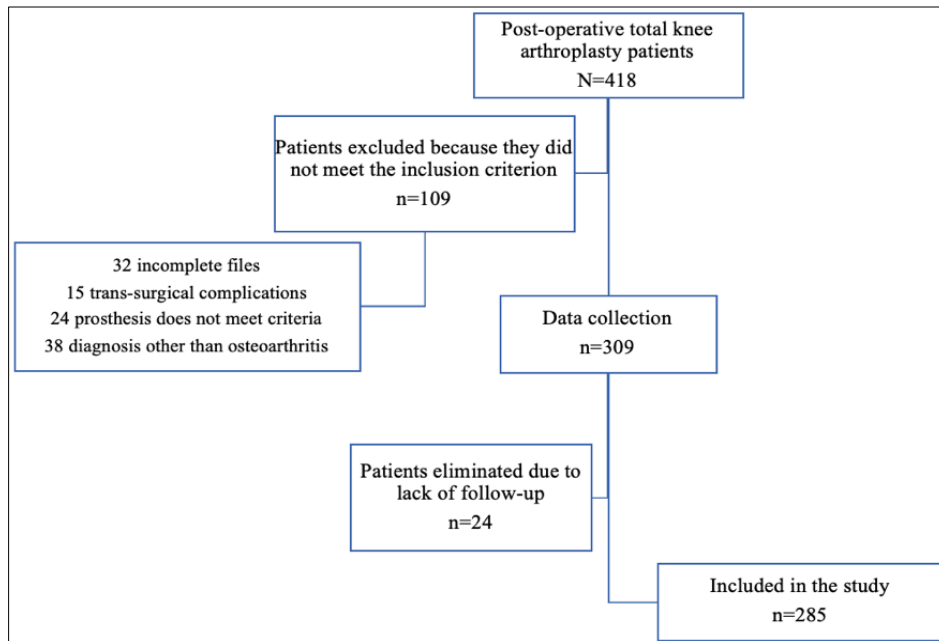 Post-operative total knee
arthroplasty patients
N=418
Patients excluded because they did
not meet the inclusion criterion
n=109
32 incomplete files
15 trans-surgical complications
24 prosthesis does not meet criteria
38 diagnosis other than osteoarthritis
Data collection
n=309
Patients eliminated due to
lack of follow-up
n=24
Included in the study
n=285